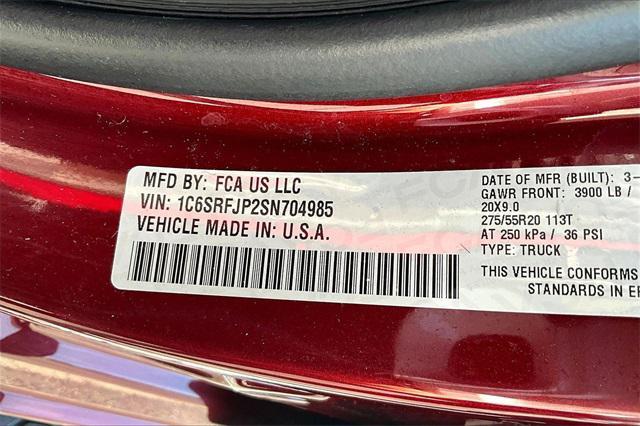 MFD BY: FCA US LLC
VIN: 1C6SRFJP2SN704985
VEHICLE MADE IN: U.S.A.
DATE OF MFR (BUILT): 3-
GAWR FRONT: 3900 LB /
20X9.0
275/55R20 113T
AT 250 kPa / 36 PSI
TYPE: TRUCK
THIS VEHICLE CONFORMS
STANDARDS IN EF